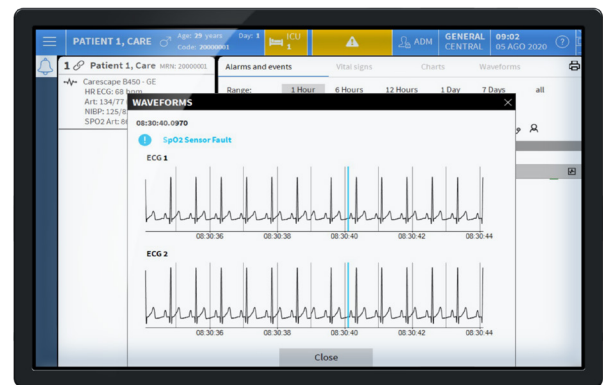 PATIENT 1, CARE
Age: 29 years
Code: 20000001
Day: 1
ICU
1
ADM
GENERAL
CENTRAL
09:02
05 AGO 2020
?
1 Patient 1, Care MRN: 20000001
Carescape B450 - GE
HR ECG: 68 bpm
Art: 134/77
NIBP: 125/8
SPO2 Art: 8
Alarms and events Vital signs Charts Waveforms
Range: 1 Hour 6 Hours 12 Hours 1 Day 7 Days all
WAVEFORMS
08:30:40.0970
SpO2 Sensor Fault
ECG 1
08:30:36 08:30:38 08:30:40 08:30:42 08:30:44
ECG 2
08:30:36 08:30:38 08:30:40 08:30:42 08:30:44
Close